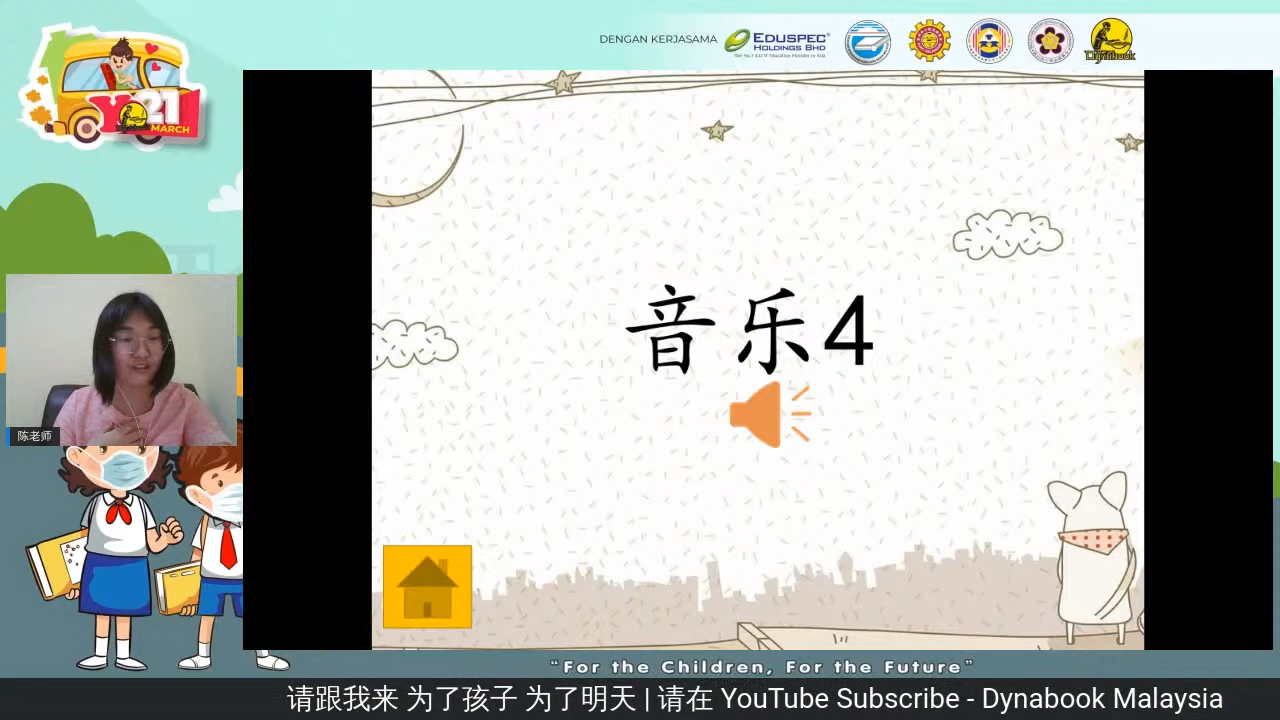 DENGAN KERJASAMA
EDUSPEC
HOLDINGS BHD
Dynabook
Y 21
MARCH
音乐4
陈老师
“For the Children, For the Future”
请跟我来 为了孩子 为了明天 | 请在 YouTube Subscribe - Dynabook Malaysia